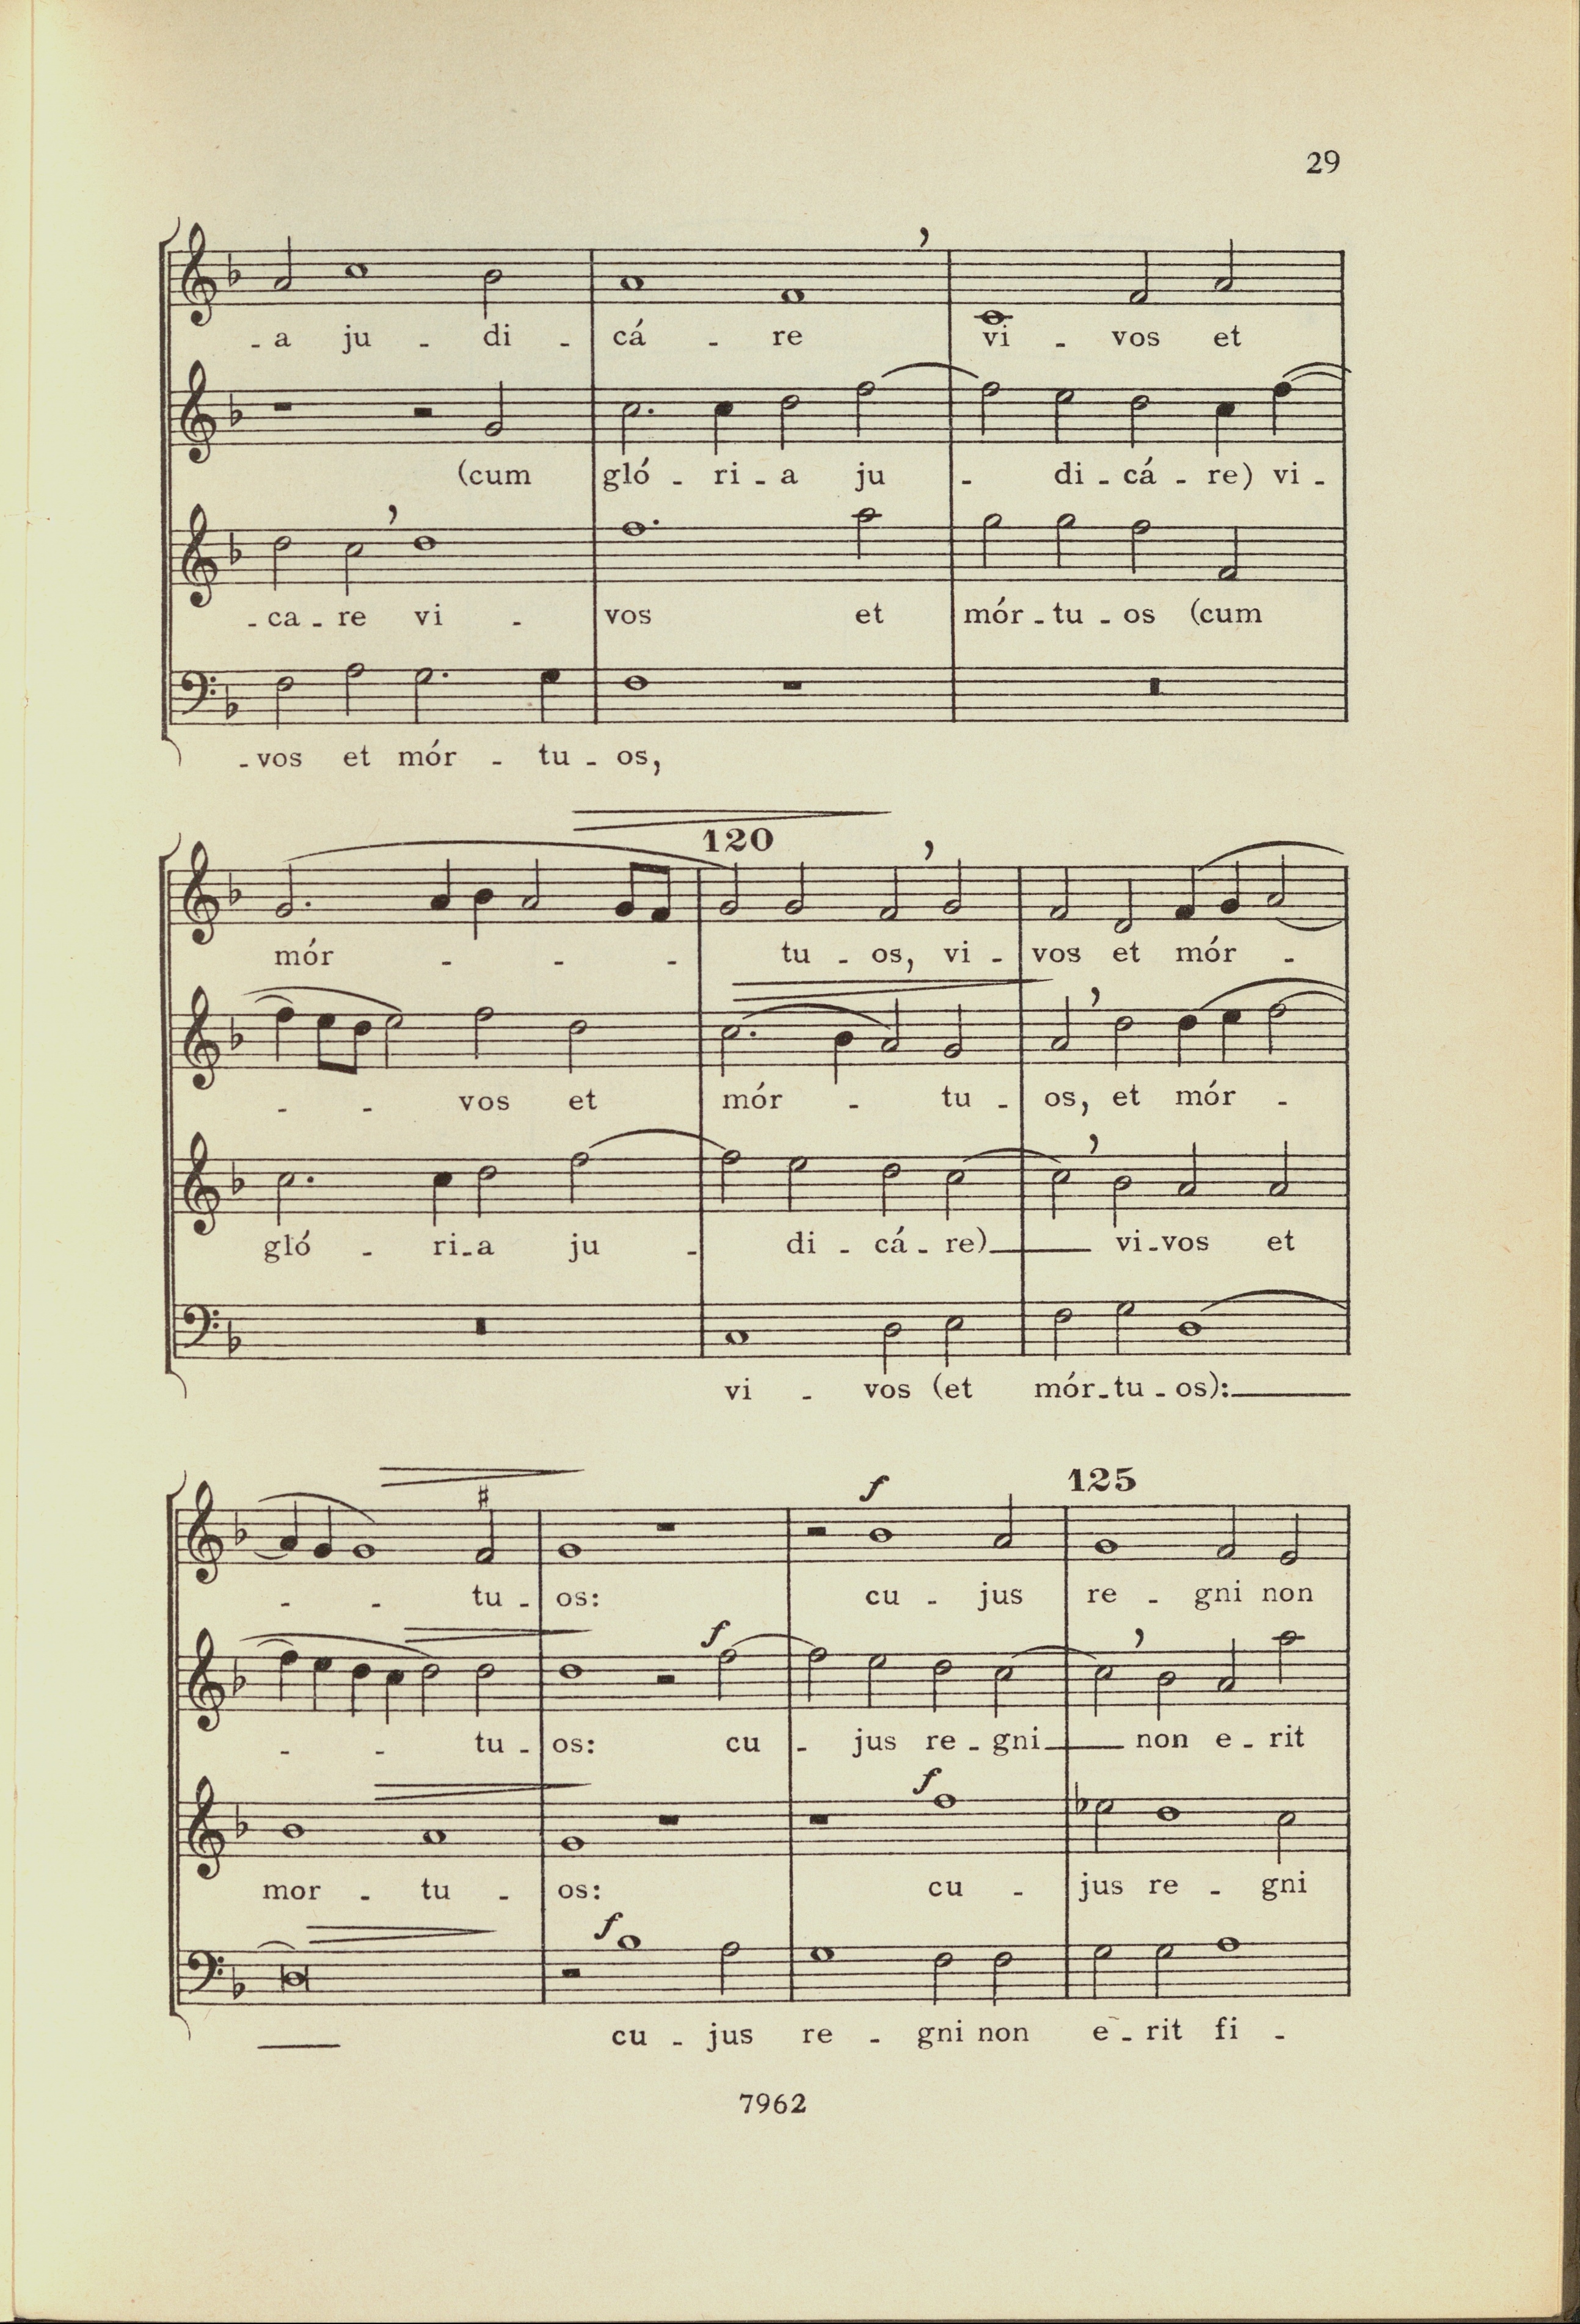 29
- a ju - di - cá - re vi - vos et
(cum gló - ri - a ju - di - cá - re) vi -
- ca - re vi - vos et mór - tu - os (cum
- vos et mór - tu - os,
120
mór - - - tu - os, vi - vos et mór -
- - vos et mór - tu - os, et mór -
gló - ri - a ju - di - cá - re) vi - vos et
vi - vos (et mór - tu - os):
125
f
- - tu - os: cu - jus re - gni non
f
- - tu - os: cu - jus re - gni non e - rit
f
mor - tu - os: cu - jus re - gni
f
cu - jus re - gni non e - rit fi -
7962